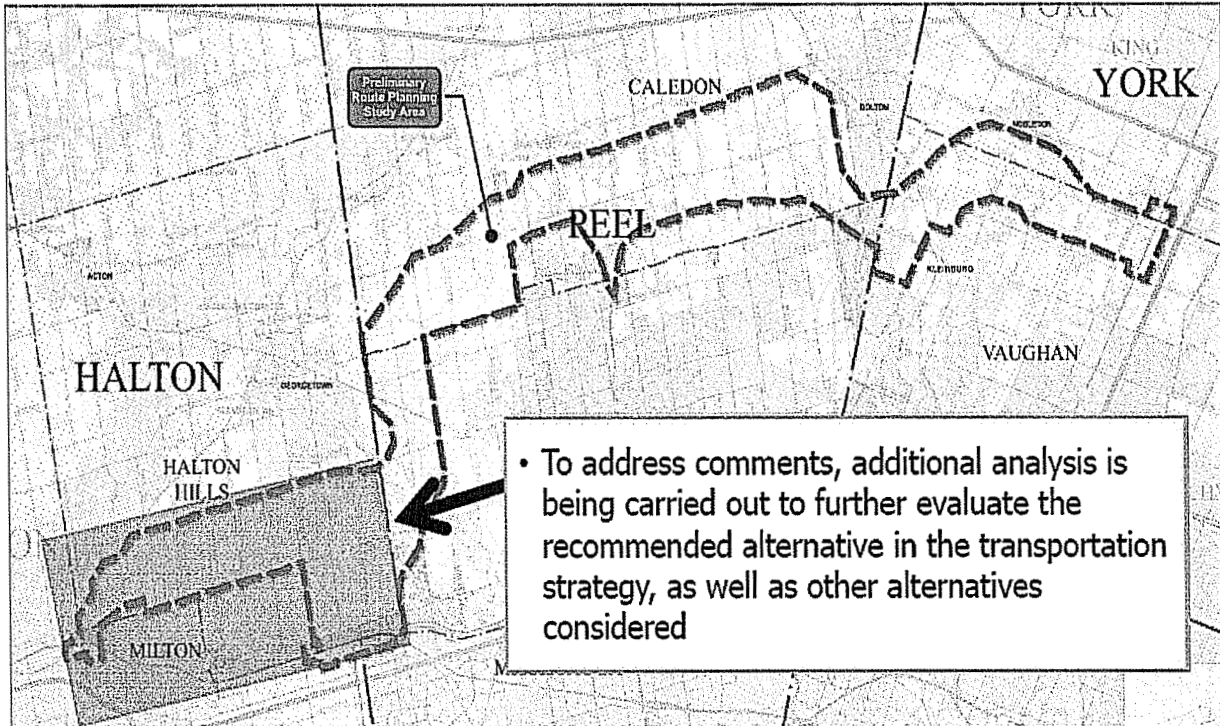 YORK
KING
YORK
Preliminary
Route Planning
Study Area
CALEDON
BOLTON
NOBLETON
REEL
ACTON
KLEINBURG
HALTON
GEORGETOWN
VAUGHAN
HALTON
HILLS
• To address comments, additional analysis is
being carried out to further evaluate the
recommended alternative in the transportation
strategy, as well as other alternatives
considered
MILTON